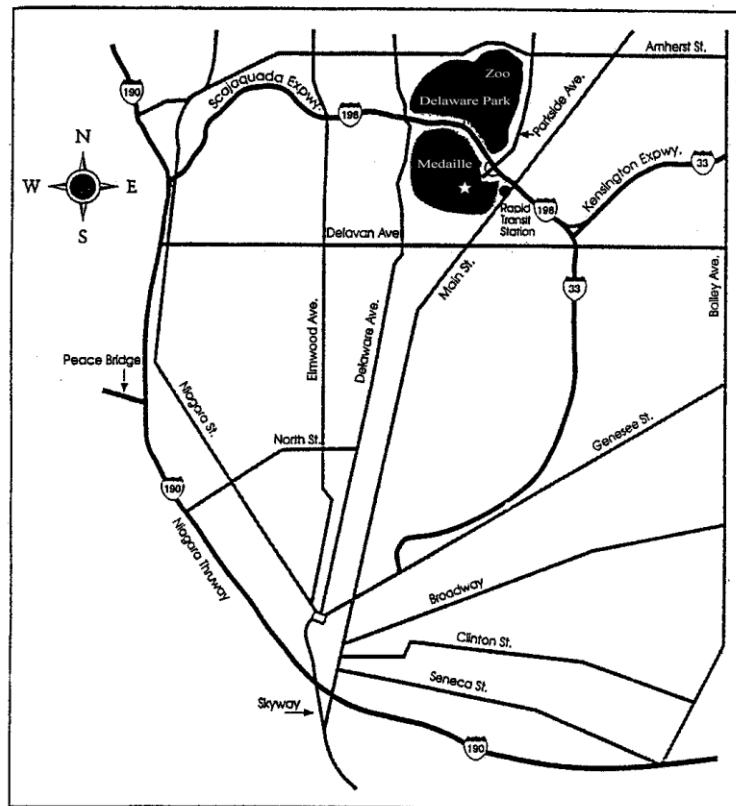 Amherst St.
190
Zoo
Scajaquada Expwy.
Delaware Park
Parkside Ave.
198
N
Medaille
Kensington Expwy.
33
W
E
198
Rapid
Transit
Station
S
Delavan Ave.
Main St.
33
Bailey Ave.
Elmwood Ave.
Delaware Ave.
Peace Bridge
Niagara St.
Genesee St.
North St.
190
Niagara Thruway
Broadway
Clinton St.
Seneca St.
Skyway
190